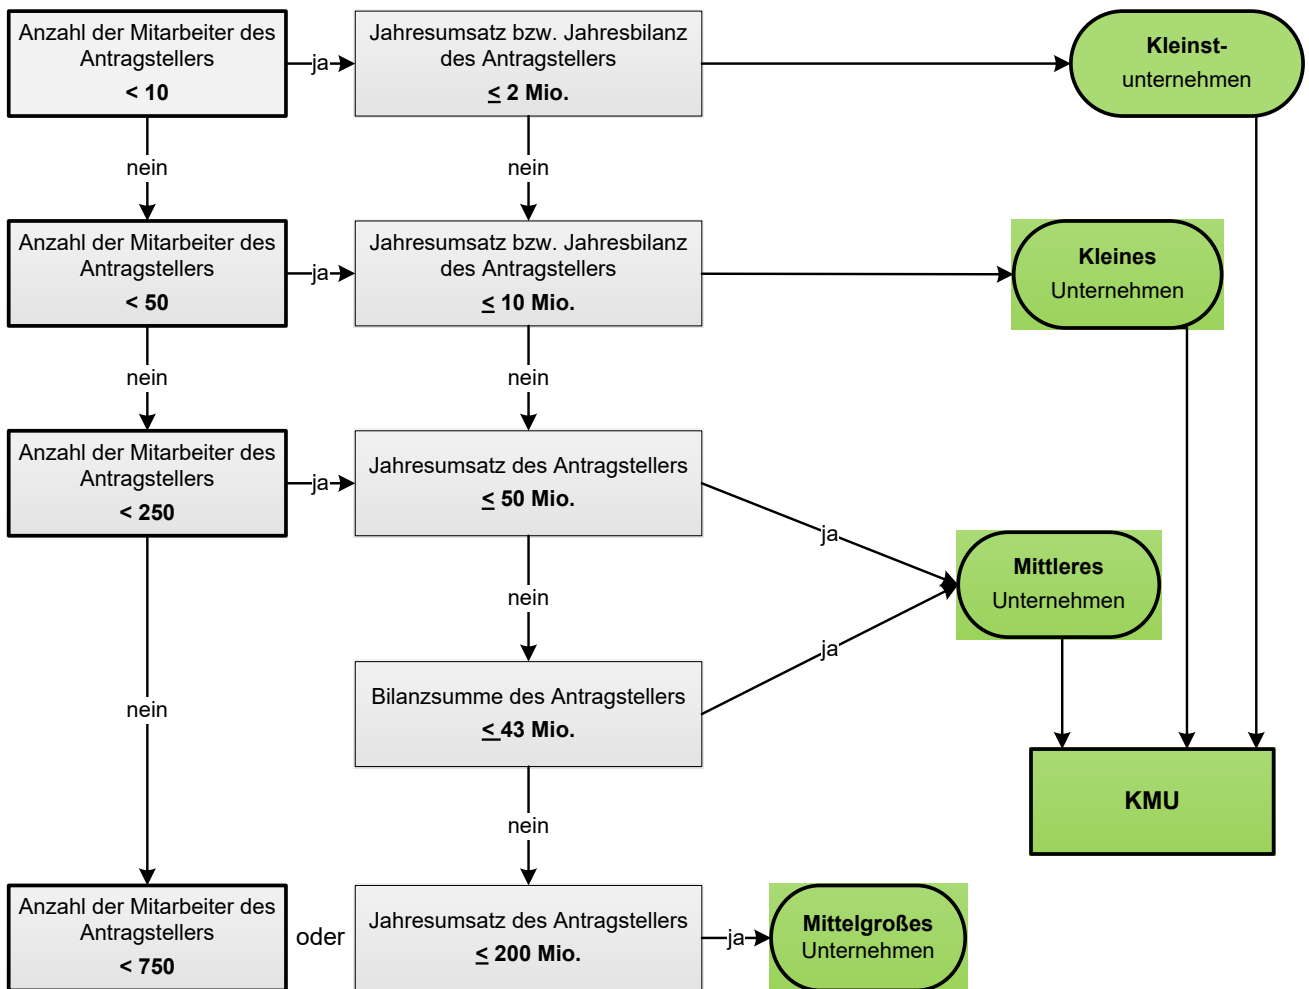 Anzahl der Mitarbeiter des
Antragstellers
< 10
ja
Jahresumsatz bzw. Jahresbilanz
des Antragstellers
≤ 2 Mio.
Kleinst-
unternehmen
nein
nein
Anzahl der Mitarbeiter des
Antragstellers
< 50
ja
Jahresumsatz bzw. Jahresbilanz
des Antragstellers
≤ 10 Mio.
Kleines
Unternehmen
nein
nein
Anzahl der Mitarbeiter des
Antragstellers
< 250
ja
Jahresumsatz des Antragstellers
≤ 50 Mio.
ja
Mittleres
Unternehmen
nein
ja
nein
Bilanzsumme des Antragstellers
≤ 43 Mio.
KMU
nein
Anzahl der Mitarbeiter des
Antragstellers
< 750
oder
Jahresumsatz des Antragstellers
≤ 200 Mio.
ja
Mittelgroßes
Unternehmen